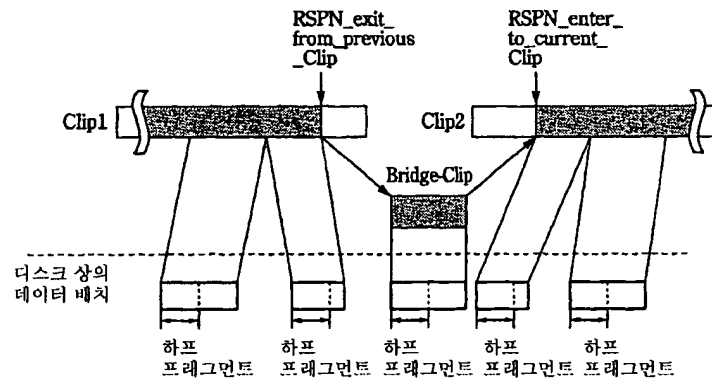 RSPN_exit_
from_previous
_Clip
RSPN_enter_
to_current_
Clip
Clip1
Clip2
Bridge-Clip
디스크 상의
데이터 배치
하프
프래그먼트
하프
프래그먼트
하프
프래그먼트
하프
프래그먼트
하프
프래그먼트